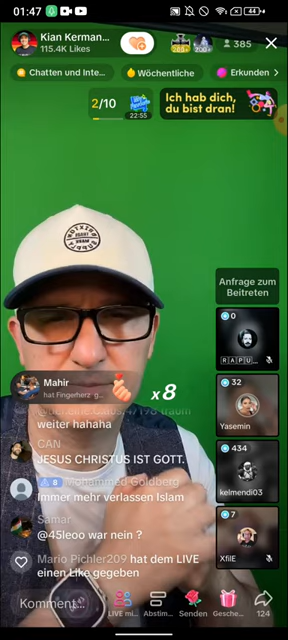 01:47
44
Kian Kerman...
115.4K Likes
385
Chatten und Inte...
Wöchentliche
Erkunden
2/10
22:55
Ich hab dich,
du bist dran!
Anfrage zum
Beitreten
0
32
Yasemin
434
kelmendi03
7
XfilE
Mahir
hat Fingerherz g...
x8
weiter hahaha
CAN
JESUS CHRISTUS IST GOTT.
8 Mohammed Goldberg
Immer mehr verlassen Islam
Samar
@45leoo war nein ?
Mario Pichler209 hat dem LIVE
einen Like gegeben
Kommen...
LIVE mi...
Abstim...
Senden
Gesche...
124